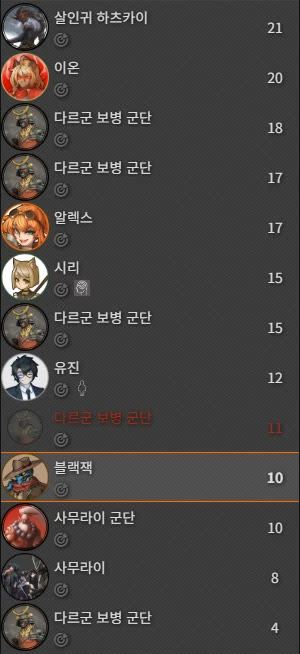 살인귀 하츠카이 21
이온 20
다르군 보병 군단 18
다르군 보병 군단 17
알렉스 17
시리 15
다르군 보병 군단 15
유진 12
다르군 보병 군단 11
블랙잭 10
사무라이 군단 10
사무라이 8
다르군 보병 군단 4